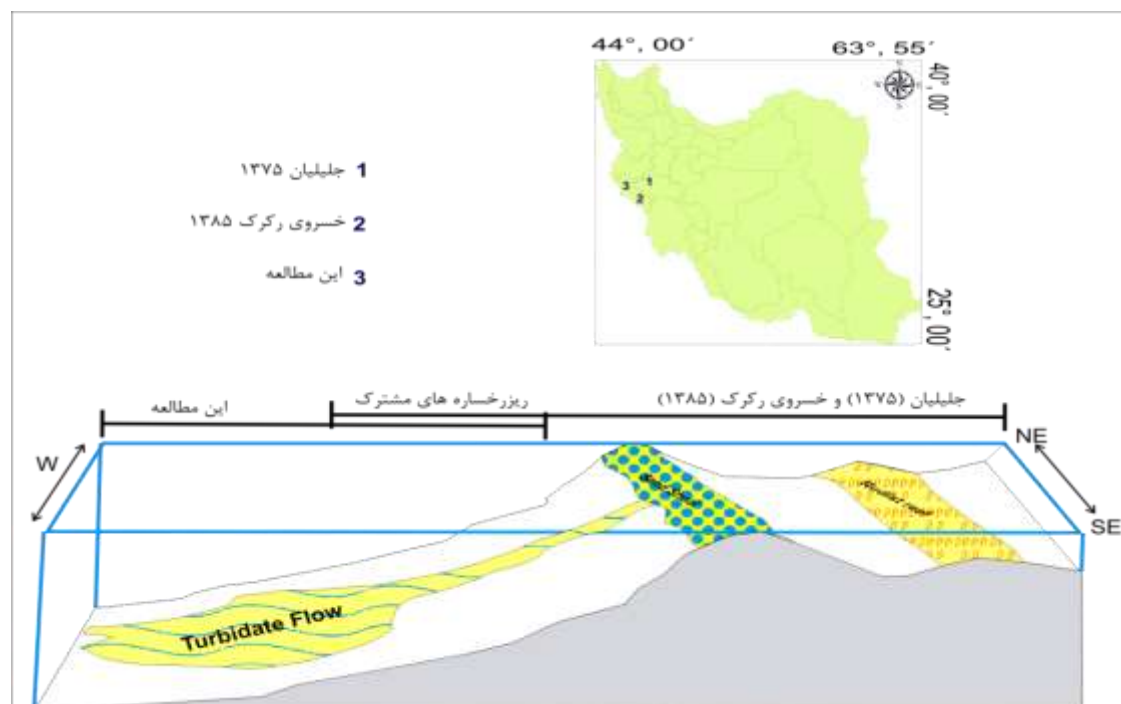 44°, 00´ 63°, 55´
40°, 00´
1 جلیلیان ۱۳۷۵
2 خسروی رکرک ۱۳۸۵
3 این مطالعه
1
3
2
25°, 00´
جلیلیان (۱۳۷۵) و خسروی رکرک (۱۳۸۵)
ریزرخساره های مشترک
این مطالعه
NE
W
SE
Turbidate Flow